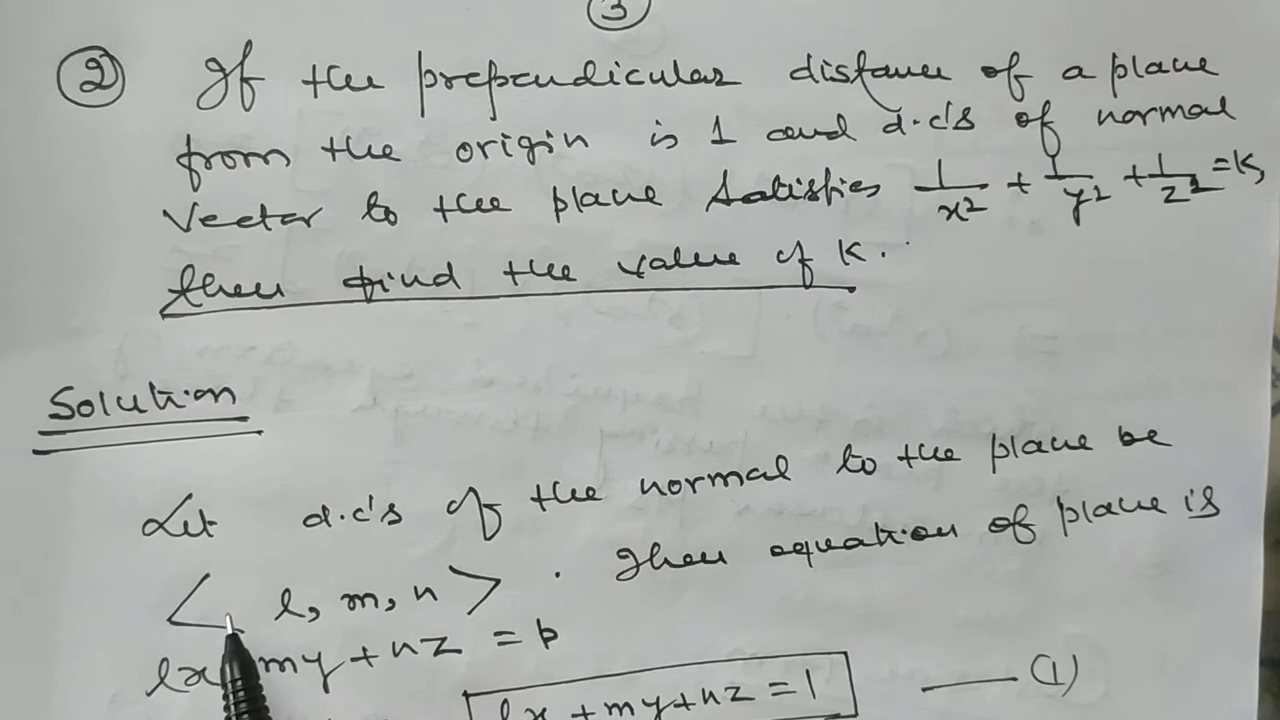 3
② If the prependicular distance of a plane
from the origin is 1 and d.c's of normal
Vector to the plane satisfies 1/x² + 1/y² + 1/z² = K,
then find the value of K.
Solution
Let d.c's of the normal to the plane be
< l, m, n > . Then equation of plane is
lx my + nz = p
lx + my + nz = 1 —— (1)